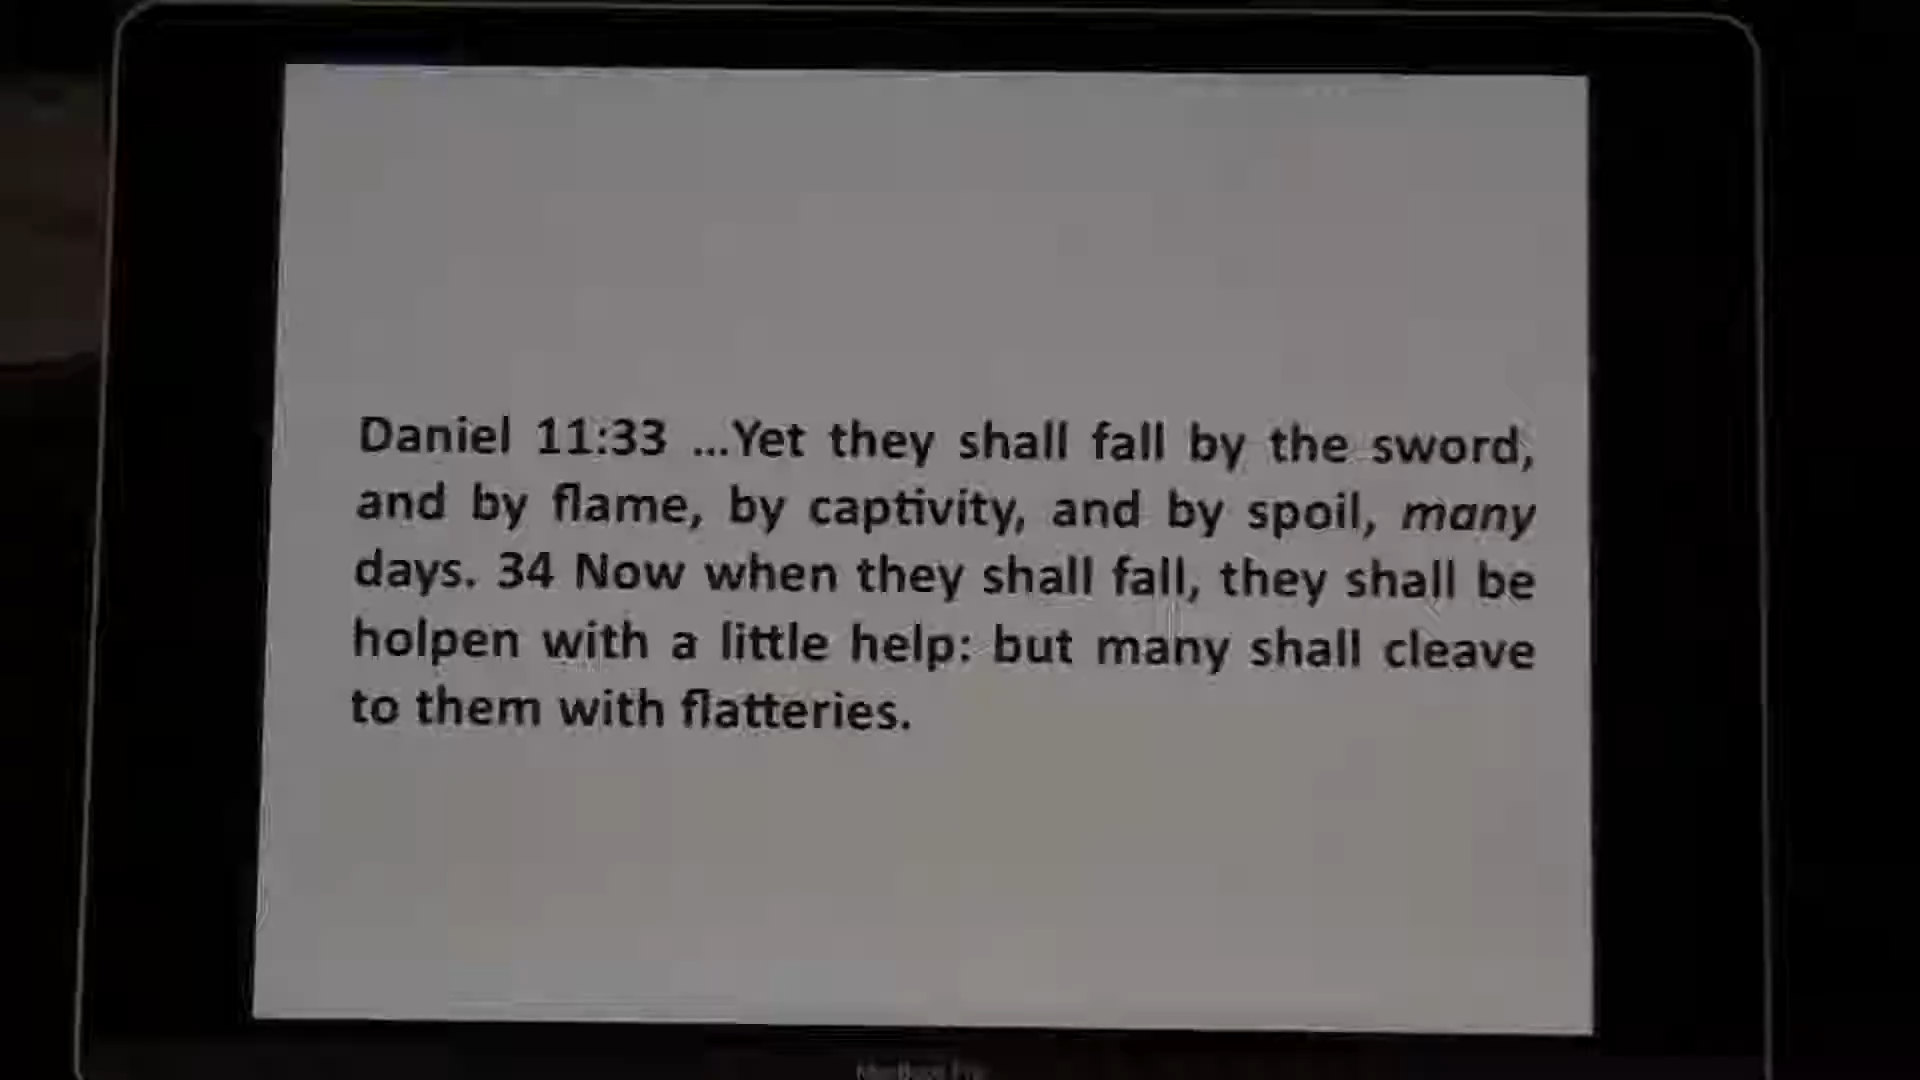 Daniel 11:33 ...Yet they shall fall by the sword,
and by flame, by captivity, and by spoil, many
days. 34 Now when they shall fall, they shall be
holpen with a little help: but many shall cleave
to them with flatteries.
MacBook Pro